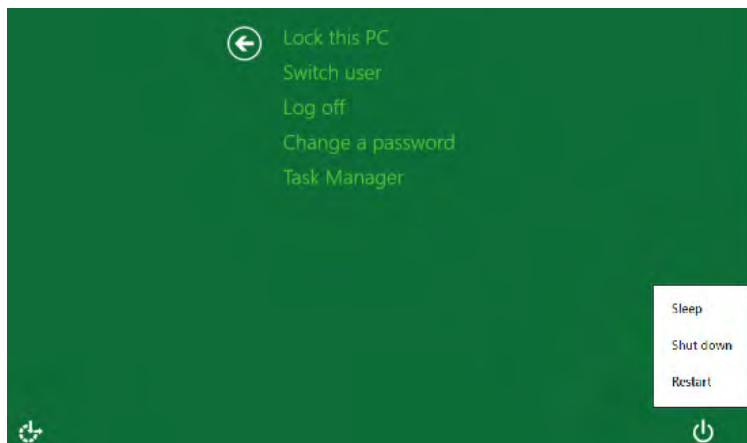 Lock this PC
Switch user
Log off
Change a password
Task Manager
Sleep
Shut down
Restart